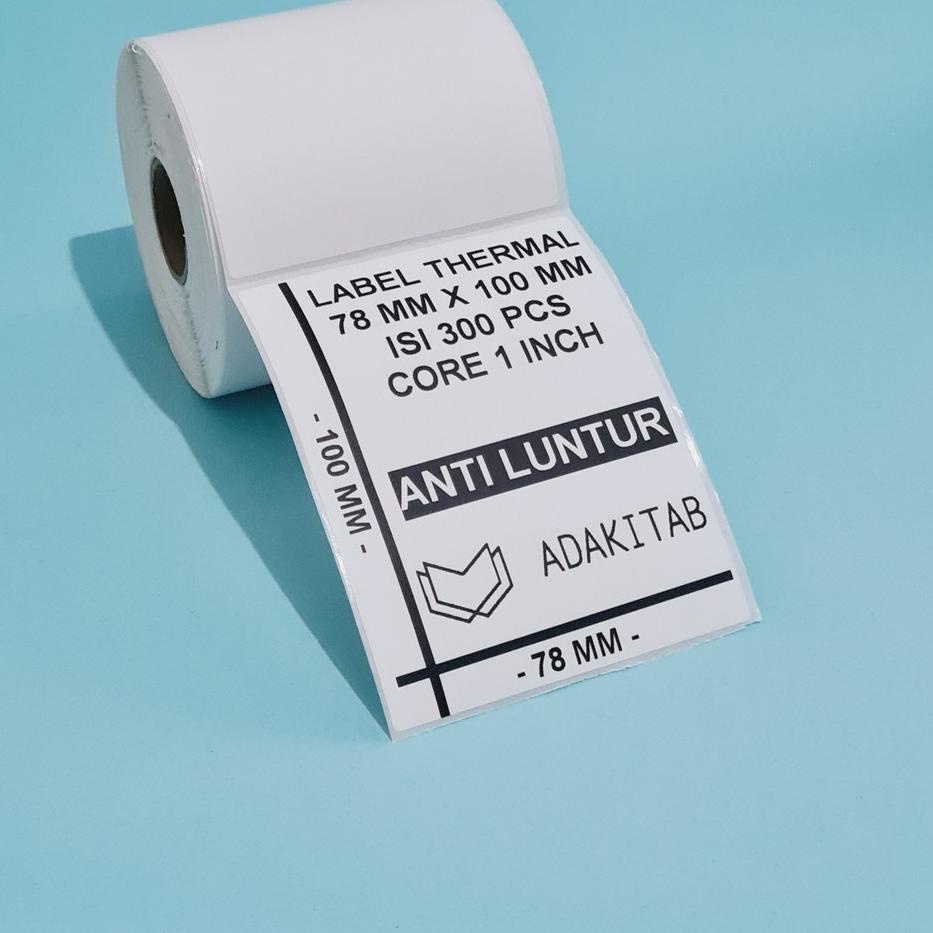 LABEL THERMAL
78 MM X 100 MM
ISI 300 PCS
CORE 1 INCH
- 100 MM -
ANTI LUNTUR
ADAKITAB
- 78 MM -